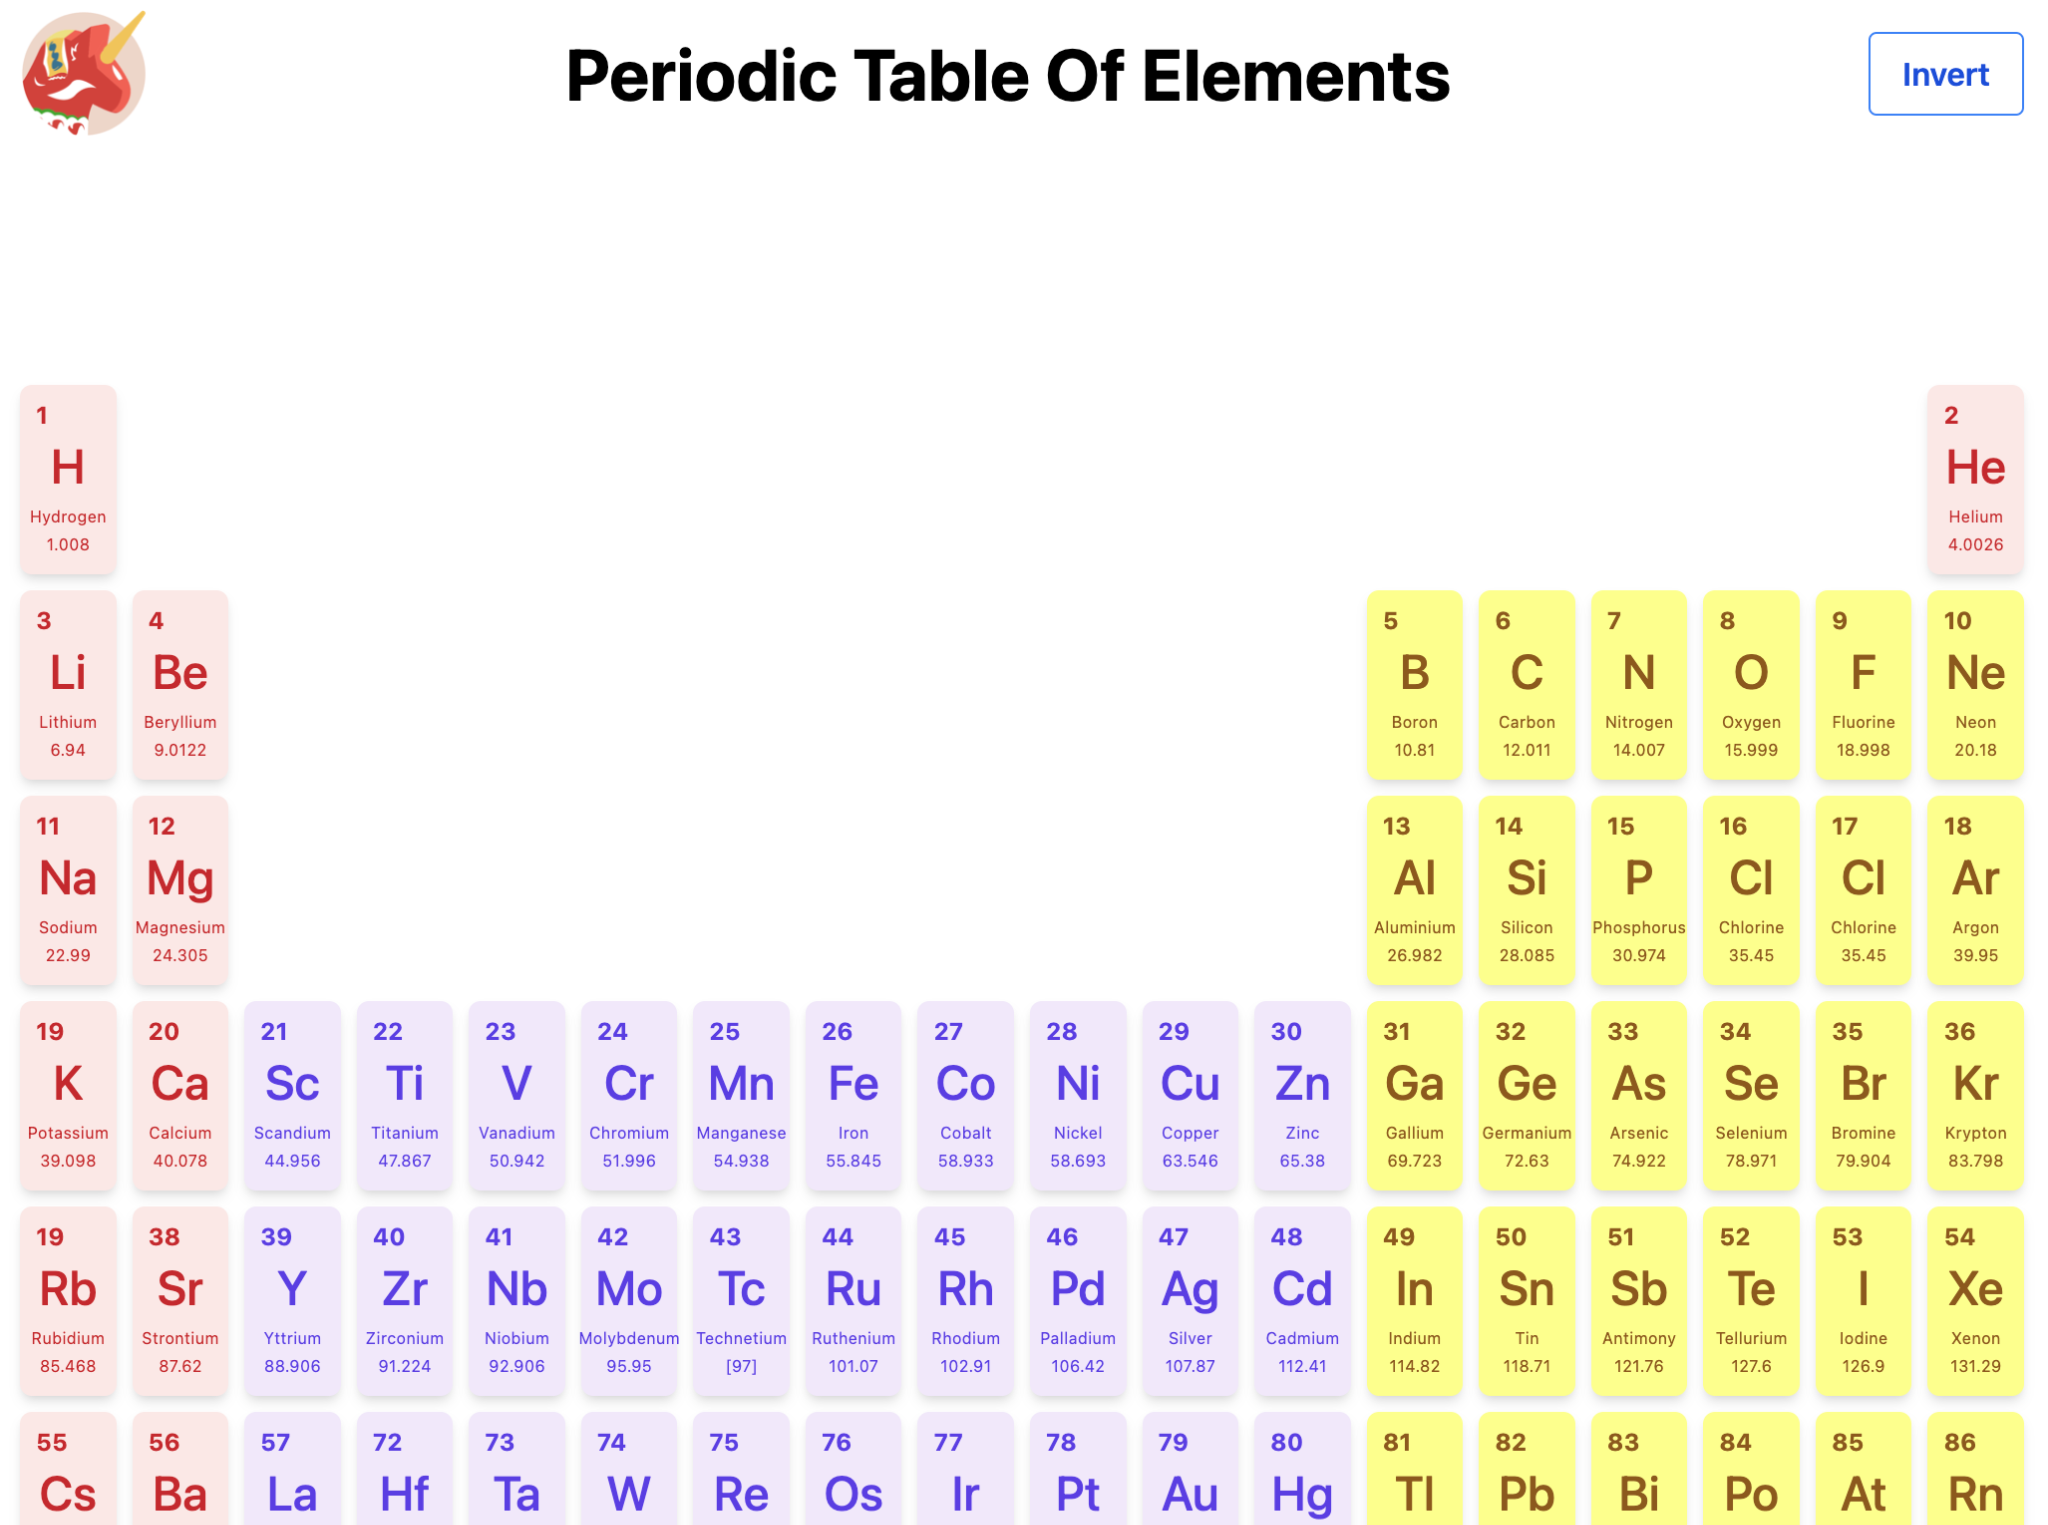 Periodic Table Of Elements
Invert
1 2
H He
Hydrogen Helium
1.008 4.0026
3 4 5 6 7 8 9 10
Li Be B C N O F Ne
Lithium Beryllium Boron Carbon Nitrogen Oxygen Fluorine Neon
6.94 9.0122 10.81 12.011 14.007 15.999 18.998 20.18
11 12 13 14 15 16 17 18
Na Mg Al Si P Cl Cl Ar
Sodium Magnesium Aluminium Silicon Phosphorus Chlorine Chlorine Argon
22.99 24.305 26.982 28.085 30.974 35.45 35.45 39.95
19 20 21 22 23 24 25 26 27 28 29 30 31 32 33 34 35 36
K Ca Sc Ti V Cr Mn Fe Co Ni Cu Zn Ga Ge As Se Br Kr
Potassium Calcium Scandium Titanium Vanadium Chromium Manganese Iron Cobalt Nickel Copper Zinc Gallium Germanium Arsenic Selenium Bromine Krypton
39.098 40.078 44.956 47.867 50.942 51.996 54.938 55.845 58.933 58.693 63.546 65.38 69.723 72.63 74.922 78.971 79.904 83.798
19 38 39 40 41 42 43 44 45 46 47 48 49 50 51 52 53 54
Rb Sr Y Zr Nb Mo Tc Ru Rh Pd Ag Cd In Sn Sb Te I Xe
Rubidium Strontium Yttrium Zirconium Niobium Molybdenum Technetium Ruthenium Rhodium Palladium Silver Cadmium Indium Tin Antimony Tellurium Iodine Xenon
85.468 87.62 88.906 91.224 92.906 95.95 [97] 101.07 102.91 106.42 107.87 112.41 114.82 118.71 121.76 127.6 126.9 131.29
55 56 57 72 73 74 75 76 77 78 79 80 81 82 83 84 85 86
Cs Ba La Hf Ta W Re Os Ir Pt Au Hg Tl Pb Bi Po At Rn